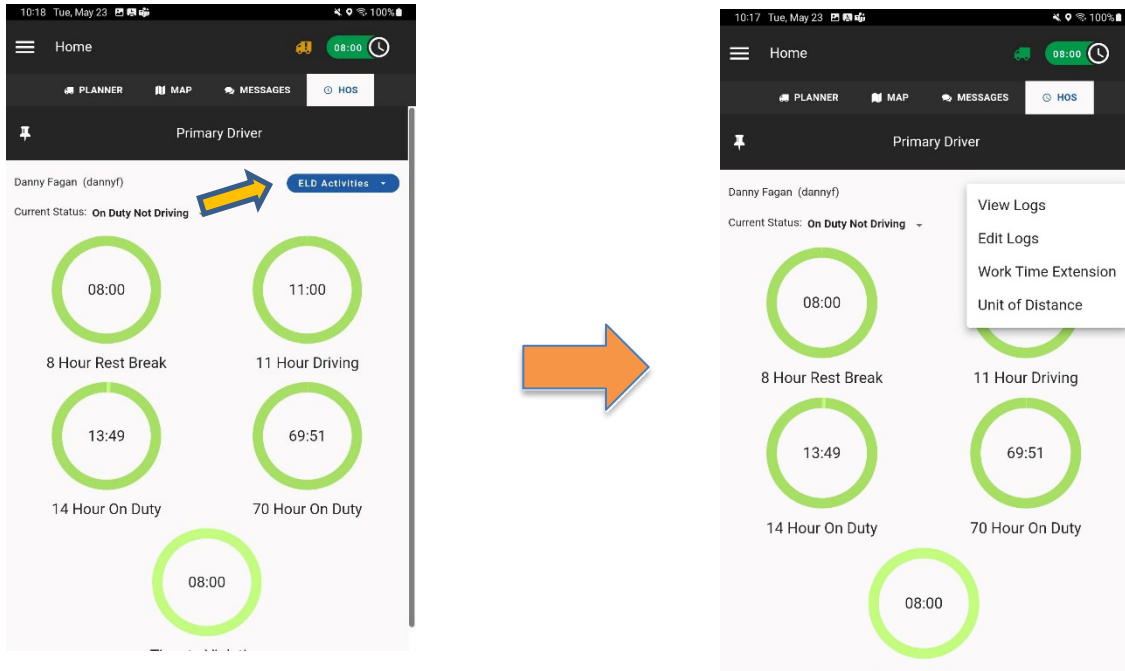 10:18 Tue, May 23
100%
Home
08:00
PLANNER MAP MESSAGES HOS
Primary Driver
Danny Fagan (dannyf)
ELD Activities
Current Status: On Duty Not Driving
08:00
11:00
8 Hour Rest Break
11 Hour Driving
13:49
69:51
14 Hour On Duty
70 Hour On Duty
08:00
10:17 Tue, May 23
100%
Home
08:00
PLANNER MAP MESSAGES HOS
Primary Driver
Danny Fagan (dannyf)
Current Status: On Duty Not Driving
View Logs
Edit Logs
Work Time Extension
Unit of Distance
08:00
8 Hour Rest Break
11 Hour Driving
13:49
69:51
14 Hour On Duty
70 Hour On Duty
08:00